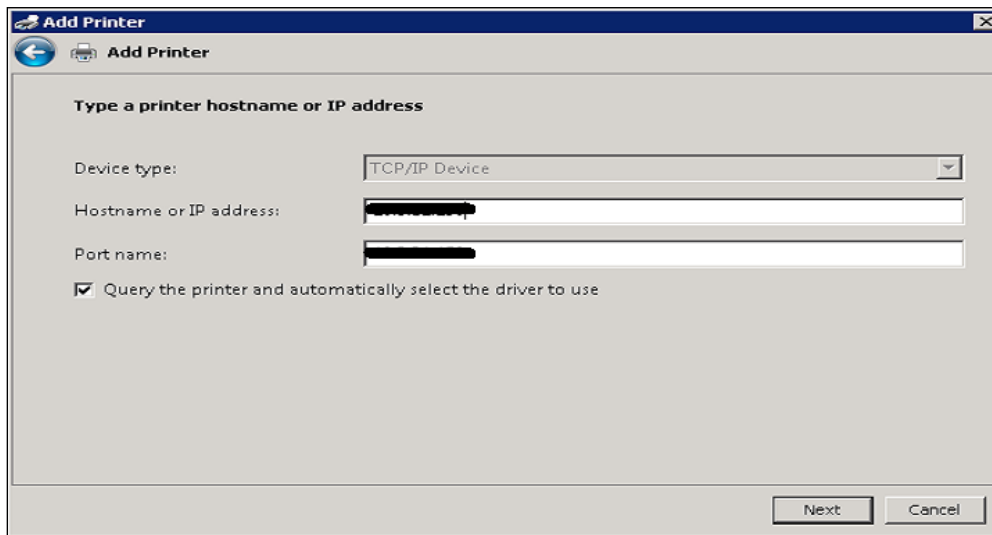 Add Printer
Add Printer
Type a printer hostname or IP address
Device type: TCP/IP Device
Hostname or IP address:
Port name:
Query the printer and automatically select the driver to use
Next Cancel